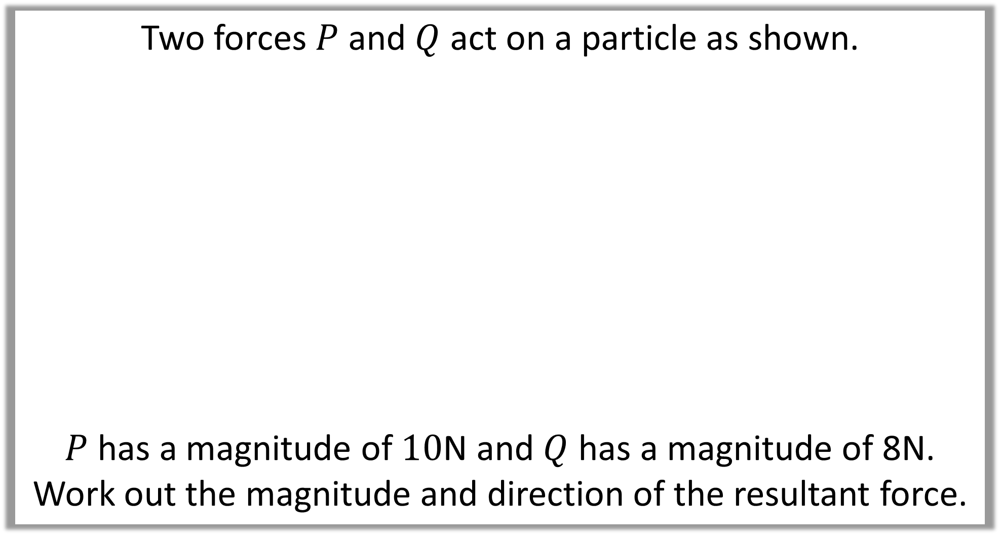 Two forces 𝑃 and 𝑄 act on a particle as shown.
𝑃 has a magnitude of 10N and 𝑄 has a magnitude of 8N.
Work out the magnitude and direction of the resultant force.